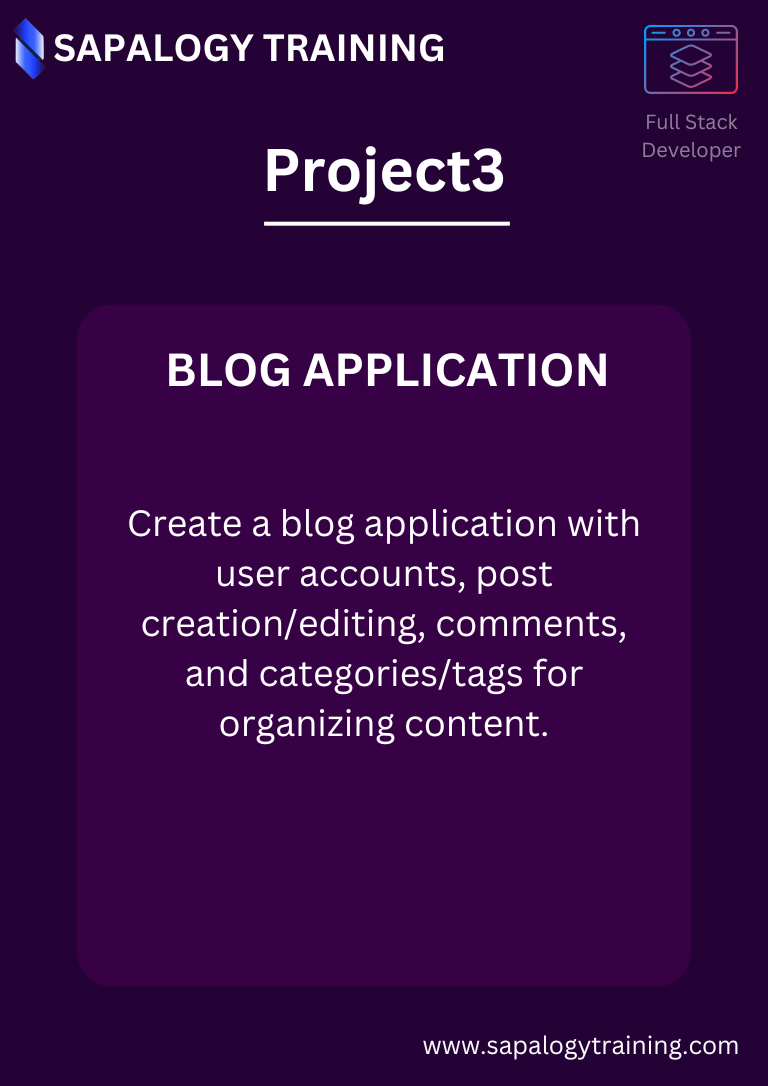 SAPALOGY TRAINING
Full Stack
Developer
Project3
BLOG APPLICATION
Create a blog application with
user accounts, post
creation/editing, comments,
and categories/tags for
organizing content.
www.sapalogytraining.com